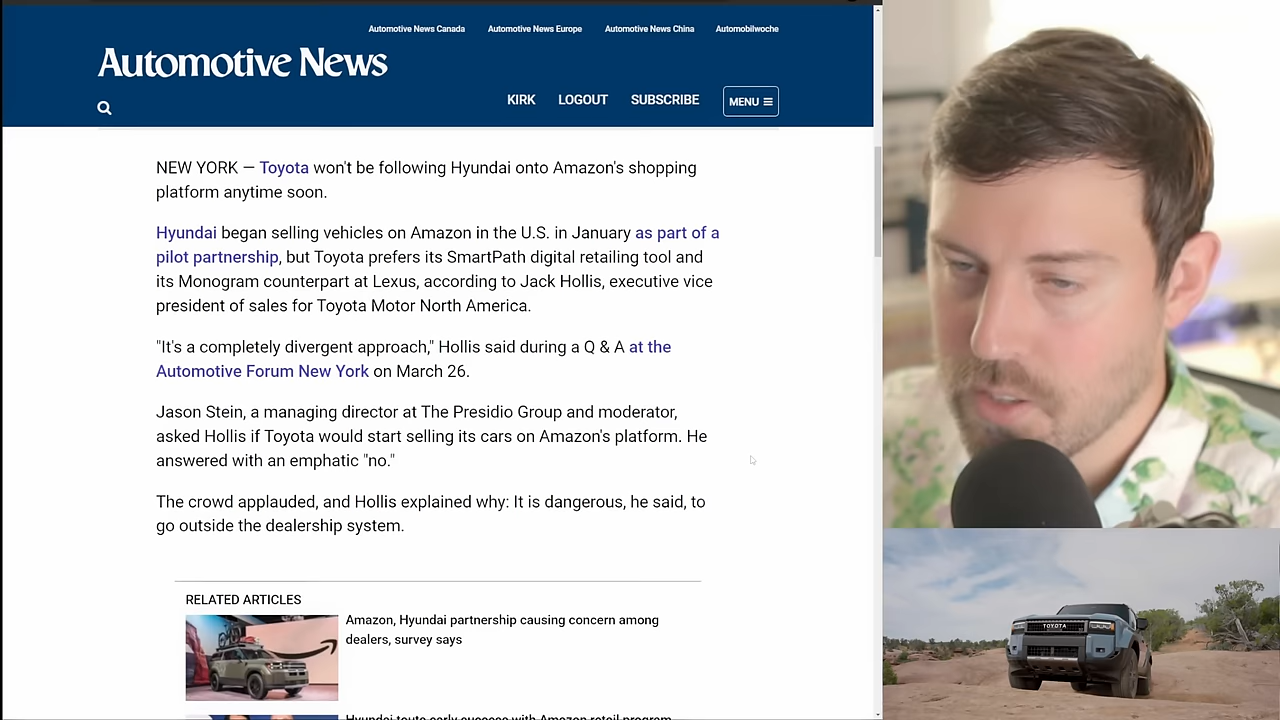 Automotive News Canada Automotive News Europe Automotive News China Automobilwoche
Automotive News
KIRK LOGOUT SUBSCRIBE MENU
NEW YORK — Toyota won't be following Hyundai onto Amazon's shopping
platform anytime soon.
Hyundai began selling vehicles on Amazon in the U.S. in January as part of a
pilot partnership, but Toyota prefers its SmartPath digital retailing tool and
its Monogram counterpart at Lexus, according to Jack Hollis, executive vice
president of sales for Toyota Motor North America.
"It's a completely divergent approach," Hollis said during a Q & A at the
Automotive Forum New York on March 26.
Jason Stein, a managing director at The Presidio Group and moderator,
asked Hollis if Toyota would start selling its cars on Amazon's platform. He
answered with an emphatic "no."
The crowd applauded, and Hollis explained why: It is dangerous, he said, to
go outside the dealership system.
RELATED ARTICLES
Amazon, Hyundai partnership causing concern among
dealers, survey says
Hyundai touts early success with Amazon retail program
TOYOTA